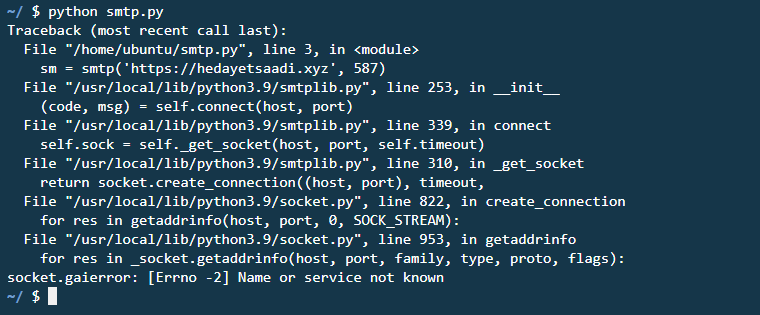 ~/ $ python smtp.py
Traceback (most recent call last):
  File "/home/ubuntu/smtp.py", line 3, in <module>
    sm = smtp('https://hedayetsaadi.xyz', 587)
  File "/usr/local/lib/python3.9/smtplib.py", line 253, in __init__
    (code, msg) = self.connect(host, port)
  File "/usr/local/lib/python3.9/smtplib.py", line 339, in connect
    self.sock = self._get_socket(host, port, self.timeout)
  File "/usr/local/lib/python3.9/smtplib.py", line 310, in _get_socket
    return socket.create_connection((host, port), timeout,
  File "/usr/local/lib/python3.9/socket.py", line 822, in create_connection
    for res in getaddrinfo(host, port, 0, SOCK_STREAM):
  File "/usr/local/lib/python3.9/socket.py", line 953, in getaddrinfo
    for res in _socket.getaddrinfo(host, port, family, type, proto, flags):
socket.gaierror: [Errno -2] Name or service not known
~/ $